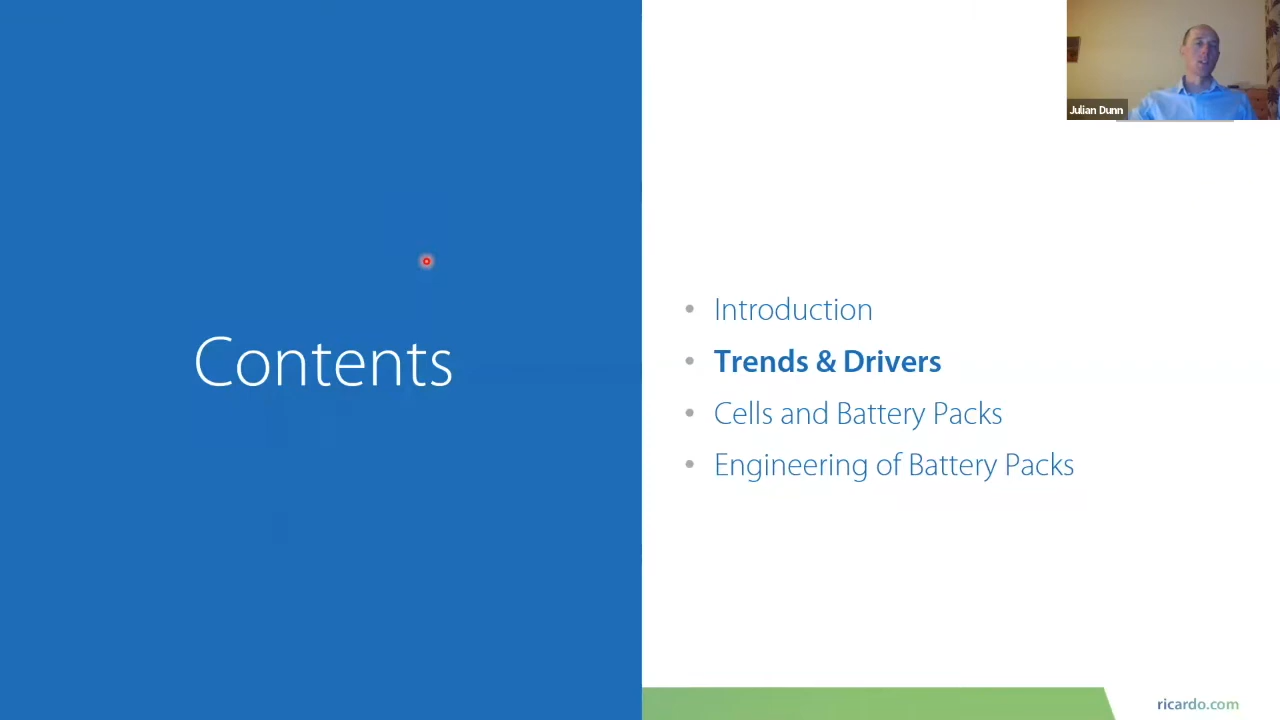 Julian Dunn
Contents
Introduction
Trends & Drivers
Cells and Battery Packs
Engineering of Battery Packs
ricardo.com